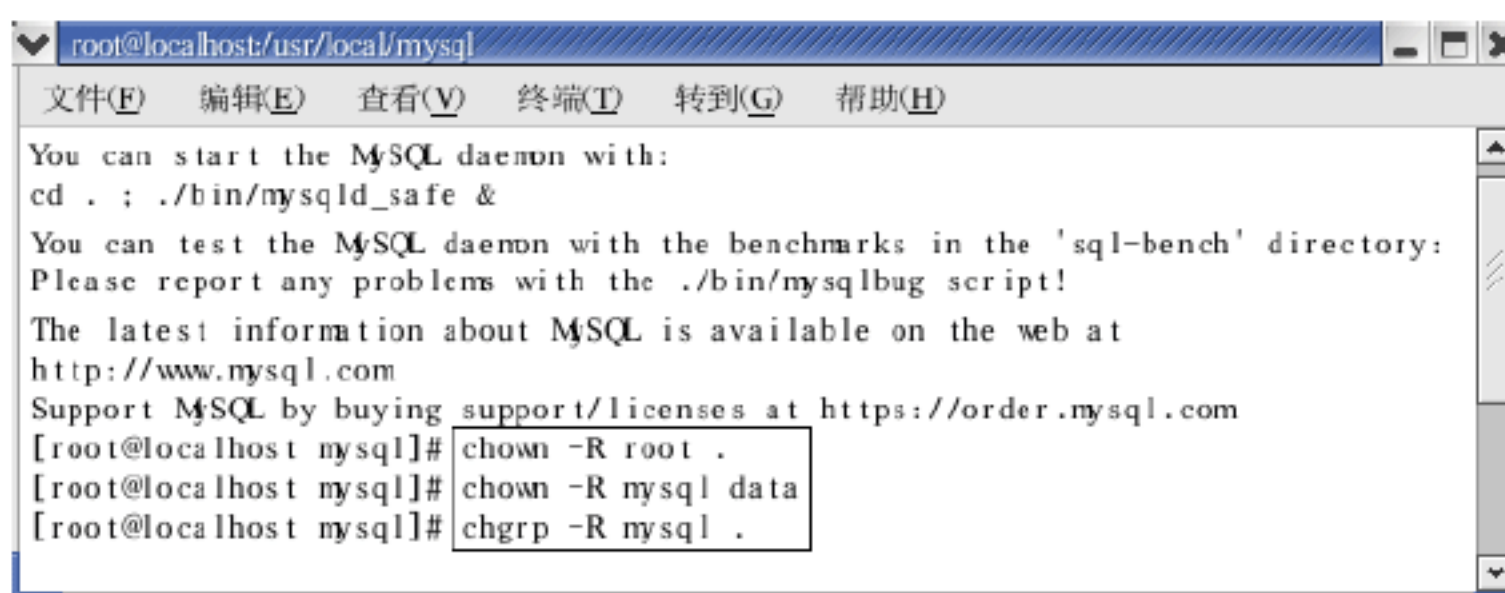 root@localhost:/usr/local/mysql
文件(F) 编辑(E) 查看(V) 终端(T) 转到(G) 帮助(H)
You can start the MySQL daemon with:
cd . ; ./bin/mysqld_safe &
You can test the MySQL daemon with the benchmarks in the 'sql-bench' directory:
Please report any problems with the ./bin/mysqlbug script!
The latest information about MySQL is available on the web at
http://www.mysql.com
Support MySQL by buying support/licenses at https://order.mysql.com
[root@localhost mysql]# chown -R root .
[root@localhost mysql]# chown -R mysql data
[root@localhost mysql]# chgrp -R mysql .